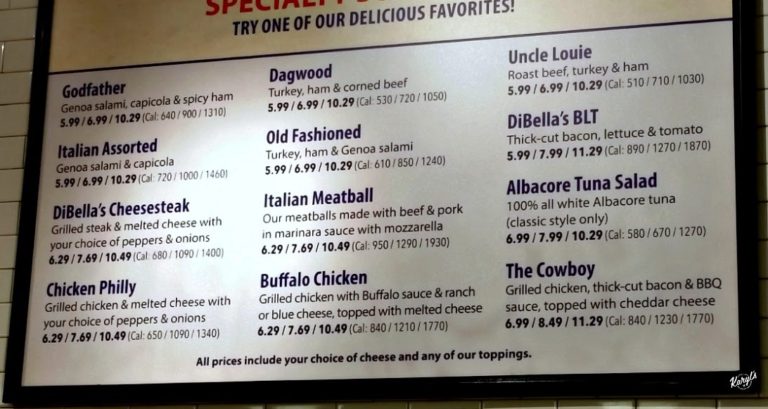 TRY ONE OF OUR DELICIOUS FAVORITES!
Godfather
Genoa salami, capicola & spicy ham
5.99 / 6.99 / 10.29 (Cal: 640 / 900 / 1310)
Italian Assorted
Genoa salami & capicola
5.99 / 6.99 / 10.29 (Cal: 720 / 1000 / 1460)
DiBella's Cheesesteak
Grilled steak & melted cheese with
your choice of peppers & onions
6.29 / 7.69 / 10.49 (Cal: 680 / 1090 / 1400)
Chicken Philly
Grilled chicken & melted cheese with
your choice of peppers & onions
6.29 / 7.69 / 10.49 (Cal: 650 / 1090 / 1340)
Dagwood
Turkey, ham & corned beef
5.99 / 6.99 / 10.29 (Cal: 530 / 720 / 1050)
Old Fashioned
Turkey, ham & Genoa salami
5.99 / 6.99 / 10.29 (Cal: 610 / 850 / 1240)
Italian Meatball
Our meatballs made with beef & pork
in marinara sauce with mozzarella
6.29 / 7.69 / 10.49 (Cal: 950 / 1290 / 1930)
Buffalo Chicken
Grilled chicken with Buffalo sauce & ranch
or blue cheese, topped with melted cheese
6.29 / 7.69 / 10.49 (Cal: 840 / 1210 / 1770)
Uncle Louie
Roast beef, turkey & ham
5.99 / 6.99 / 10.29 (Cal: 510 / 710 / 1030)
DiBella's BLT
Thick-cut bacon, lettuce & tomato
5.99 / 7.99 / 11.29 (Cal: 890 / 1270 / 1870)
Albacore Tuna Salad
100% all white Albacore tuna
(classic style only)
6.99 / 7.99 / 10.29 (Cal: 580 / 670 / 1270)
The Cowboy
Grilled chicken, thick-cut bacon & BBQ
sauce, topped with cheddar cheese
6.99 / 8.49 / 11.29 (Cal: 840 / 1230 / 1770)
All prices include your choice of cheese and any of our toppings.
Karyl's